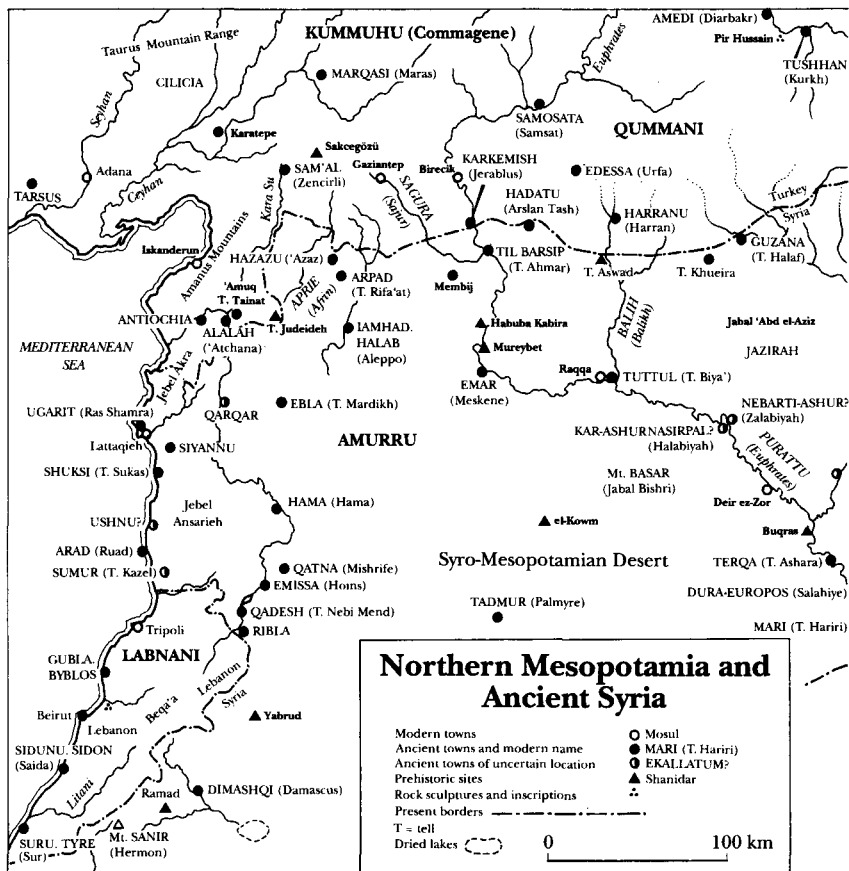 AMEDI (Diarbakr)
Pir Hussain
TUSHHAN
(Kurkh)
Taurus Mountain Range
KUMMUHU (Commagene)
Euphrates
CILICIA
MARQASI (Maras)
Seyhan
SAMOSATA
(Samsat)
Karatepe
QUMMANI
Sakcegözü
Adana
SAM'AL
(Zencirli)
Gaziantep
Birecik
KARKEMISH
(Jerablus)
EDESSA (Urfa)
TARSUS
Ceyhan
Kara Su
SAGURA
(Sajur)
HADATU
(Arslan Tash)
HARRANU
(Harran)
Turkey
Syria
Iskanderun
Amanus Mountains
HAZAZU ('Azaz)
TIL BARSIP
(T. Ahmar)
GUZANA
(T. Halaf)
T. Aswad
T. Khueira
APRIE
(Afrin)
ARPAD
(T. Rifa'at)
Membij
'Amuq
T. Tainat
ANTIOCHIA
ALALAH
('Atchana)
T. Judeideh
IAMHAD.
HALAB
(Aleppo)
Habuba Kabira
Mureybet
BALIH
(Balikh)
Jabal 'Abd el-Aziz
JAZIRAH
MEDITERRANEAN
SEA
Jebel Akra
EMAR
(Meskene)
Raqqa
TUTTUL (T. Biya')
UGARIT (Ras Shamra)
QARQAR
EBLA (T. Mardikh)
NEBARTI-ASHUR?
(Zalabiyah)
KAR-ASHURNASIRPAL?
(Halabiyah)
Lattaqieh
SIYANNU
AMURRU
PURATTU
(Euphrates)
SHUKSI (T. Sukas)
Mt. BASAR
(Jabal Bishri)
Jebel
Ansarieh
HAMA (Hama)
Deir ez-Zor
USHNU?
el-Kowm
Buqras
ARAD (Ruad)
QATNA (Mishrife)
Syro-Mesopotamian Desert
TERQA (T. Ashara)
SUMUR (T. Kazel)
EMISSA (Homs)
DURA-EUROPOS (Salahiye)
QADESH (T. Nebi Mend)
TADMUR (Palmyre)
Tripoli
RIBLA
MARI (T. Hariri)
LABNANI
GUBLA.
BYBLOS
Lebanon
Syria
Beqa'a
Beirut
Lebanon
Yabrud
SIDUNU. SIDON
(Saida)
Litani
Ramad
DIMASHQI (Damascus)
SURU. TYRE
(Sur)
Mt. SANIR
(Hermon)
Northern Mesopotamia and
Ancient Syria
Modern towns Mosul
Ancient towns and modern name MARI (T. Hariri)
Ancient towns of uncertain location EKALLATUM?
Prehistoric sites Shanidar
Rock sculptures and inscriptions
Present borders
T = tell
Dried lakes
0 100 km